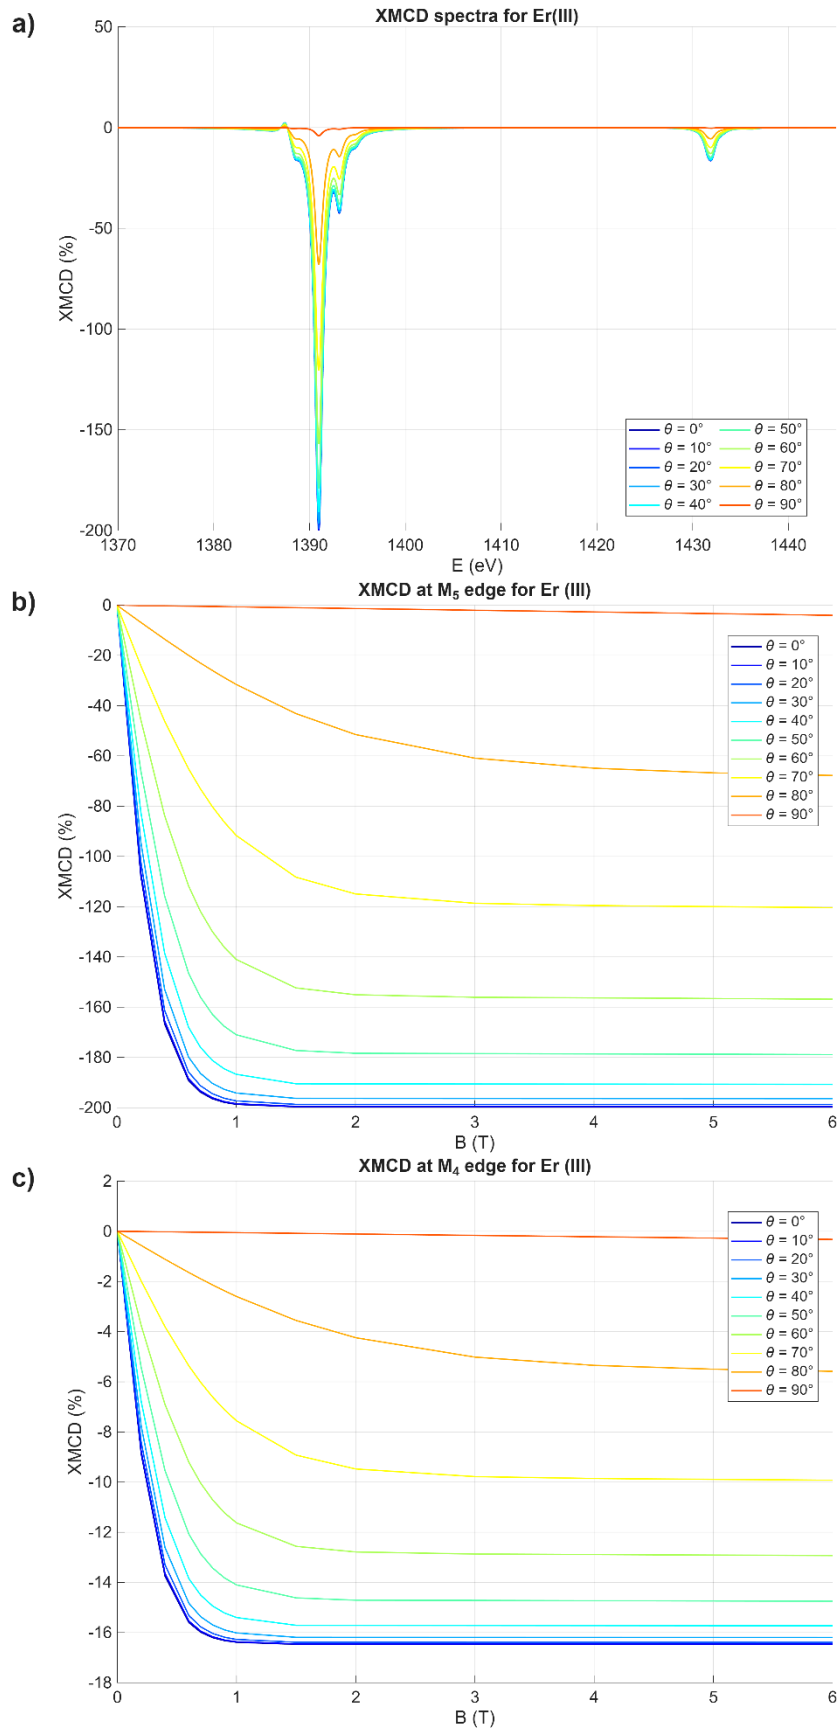 a)
XMCD spectra for Er(III)
50
0
-50
-100
-150
-200
XMCD (%)
1370 1380 1390 1400 1410 1420 1430 1440
E (eV)
θ = 0° θ = 50°
θ = 10° θ = 60°
θ = 20° θ = 70°
θ = 30° θ = 80°
θ = 40° θ = 90°
b)
XMCD at M5 edge for Er (III)
0
-20
-40
-60
-80
-100
-120
-140
-160
-180
-200
XMCD (%)
0 1 2 3 4 5 6
B (T)
θ = 0°
θ = 10°
θ = 20°
θ = 30°
θ = 40°
θ = 50°
θ = 60°
θ = 70°
θ = 80°
θ = 90°
c)
XMCD at M4 edge for Er (III)
2
0
-2
-4
-6
-8
-10
-12
-14
-16
-18
XMCD (%)
0 1 2 3 4 5 6
B (T)
θ = 0°
θ = 10°
θ = 20°
θ = 30°
θ = 40°
θ = 50°
θ = 60°
θ = 70°
θ = 80°
θ = 90°